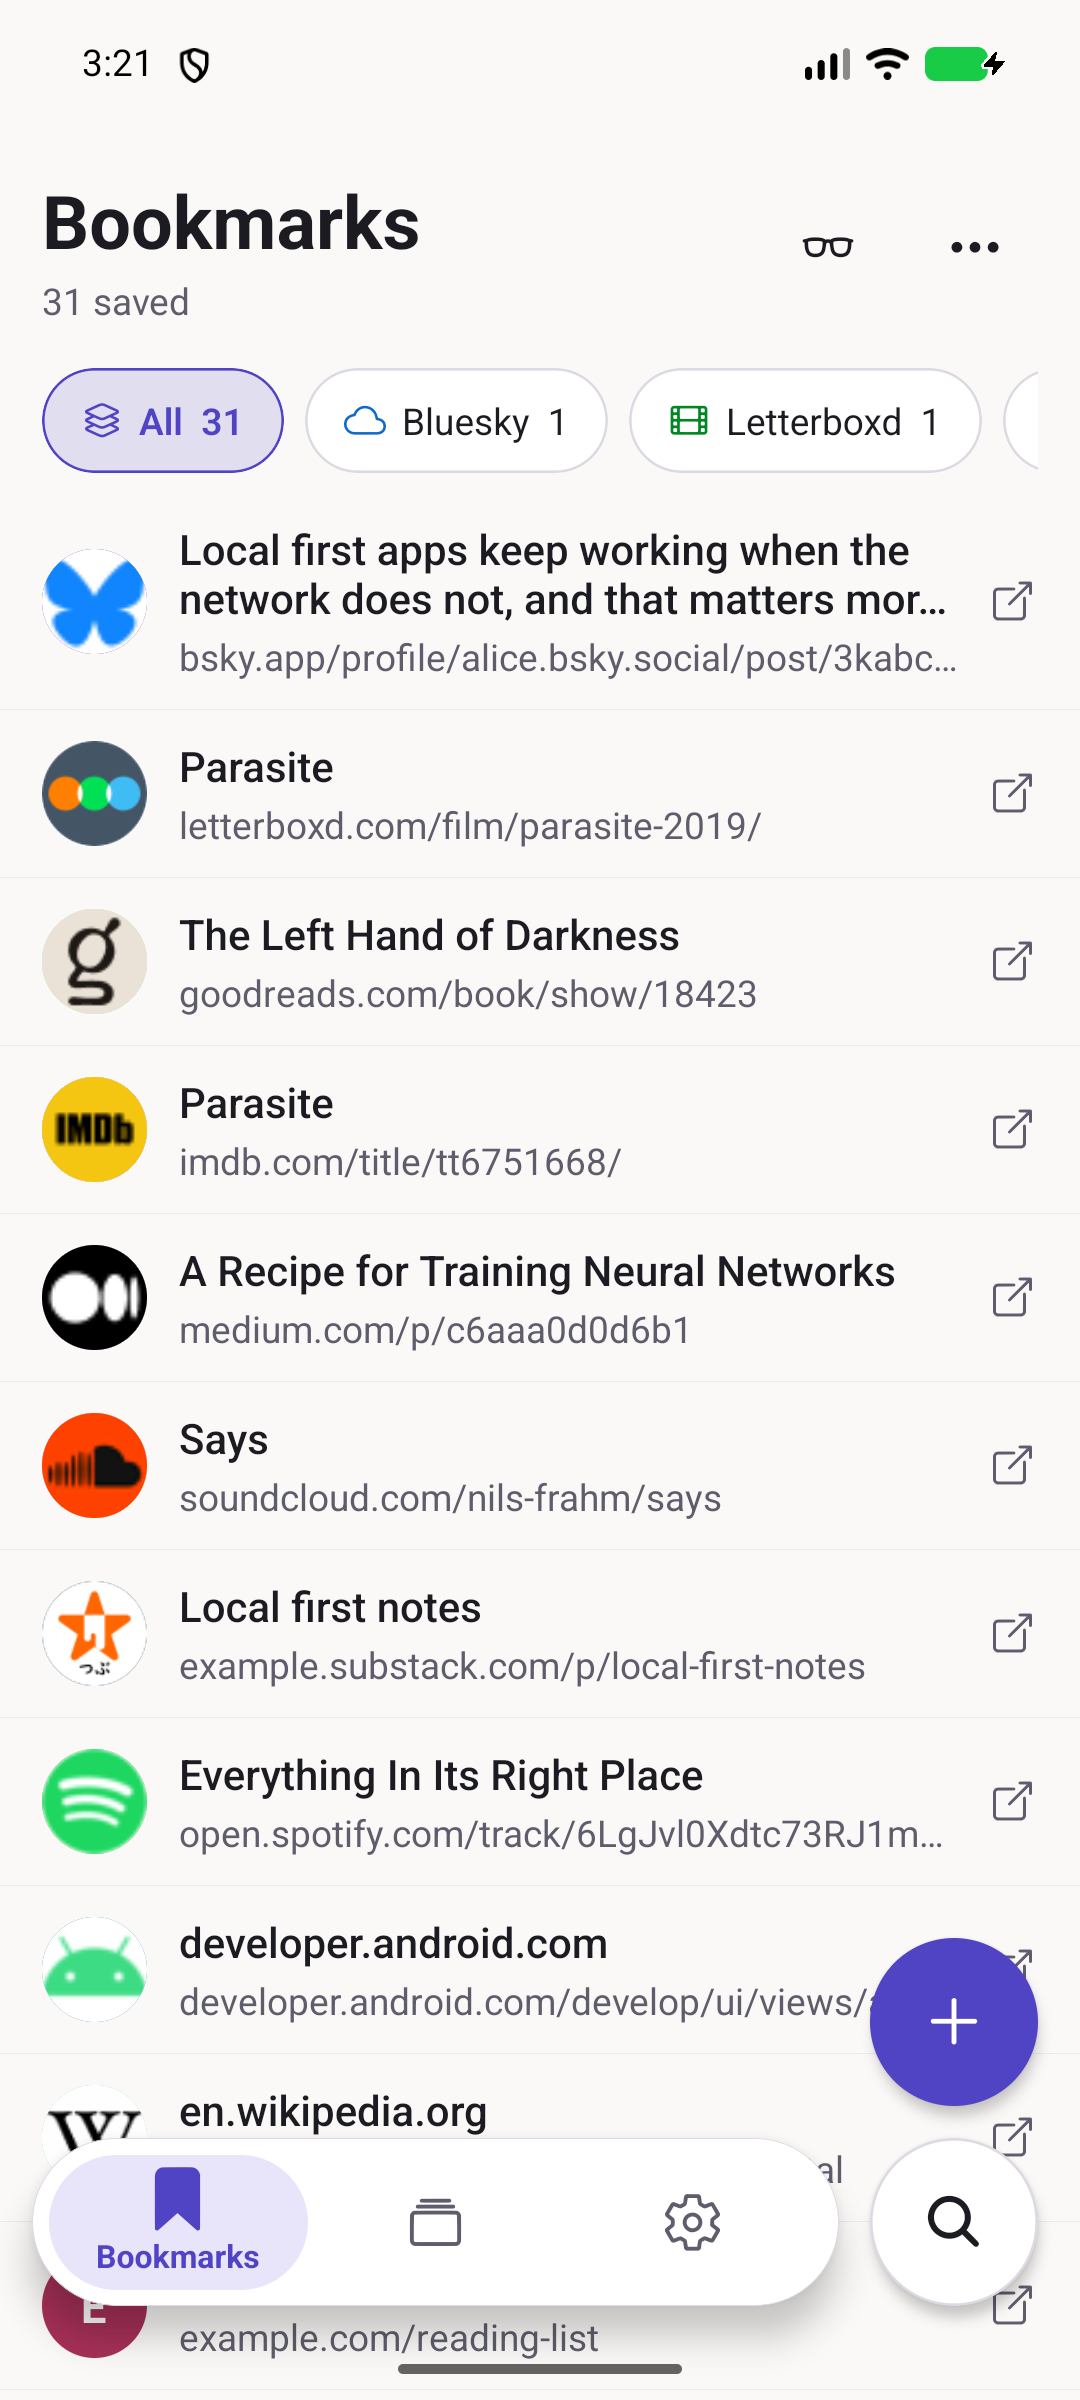 3:21
Bookmarks
31 saved
All 31
Bluesky 1
Letterboxd 1
Local first apps keep working when the
network does not, and that matters mor...
bsky.app/profile/alice.bsky.social/post/3kabc...
Parasite
letterboxd.com/film/parasite-2019/
g
The Left Hand of Darkness
goodreads.com/book/show/18423
IMDb
Parasite
imdb.com/title/tt6751668/
A Recipe for Training Neural Networks
medium.com/p/c6aaa0d0d6b1
Says
soundcloud.com/nils-frahm/says
つぶ
Local first notes
example.substack.com/p/local-first-notes
Everything In Its Right Place
open.spotify.com/track/6LgJvl0Xdtc73RJ1m...
developer.android.com
developer.android.com/develop/ui/views/
W
en.wikipedia.org
al
Bookmarks
E
example.com/reading-list